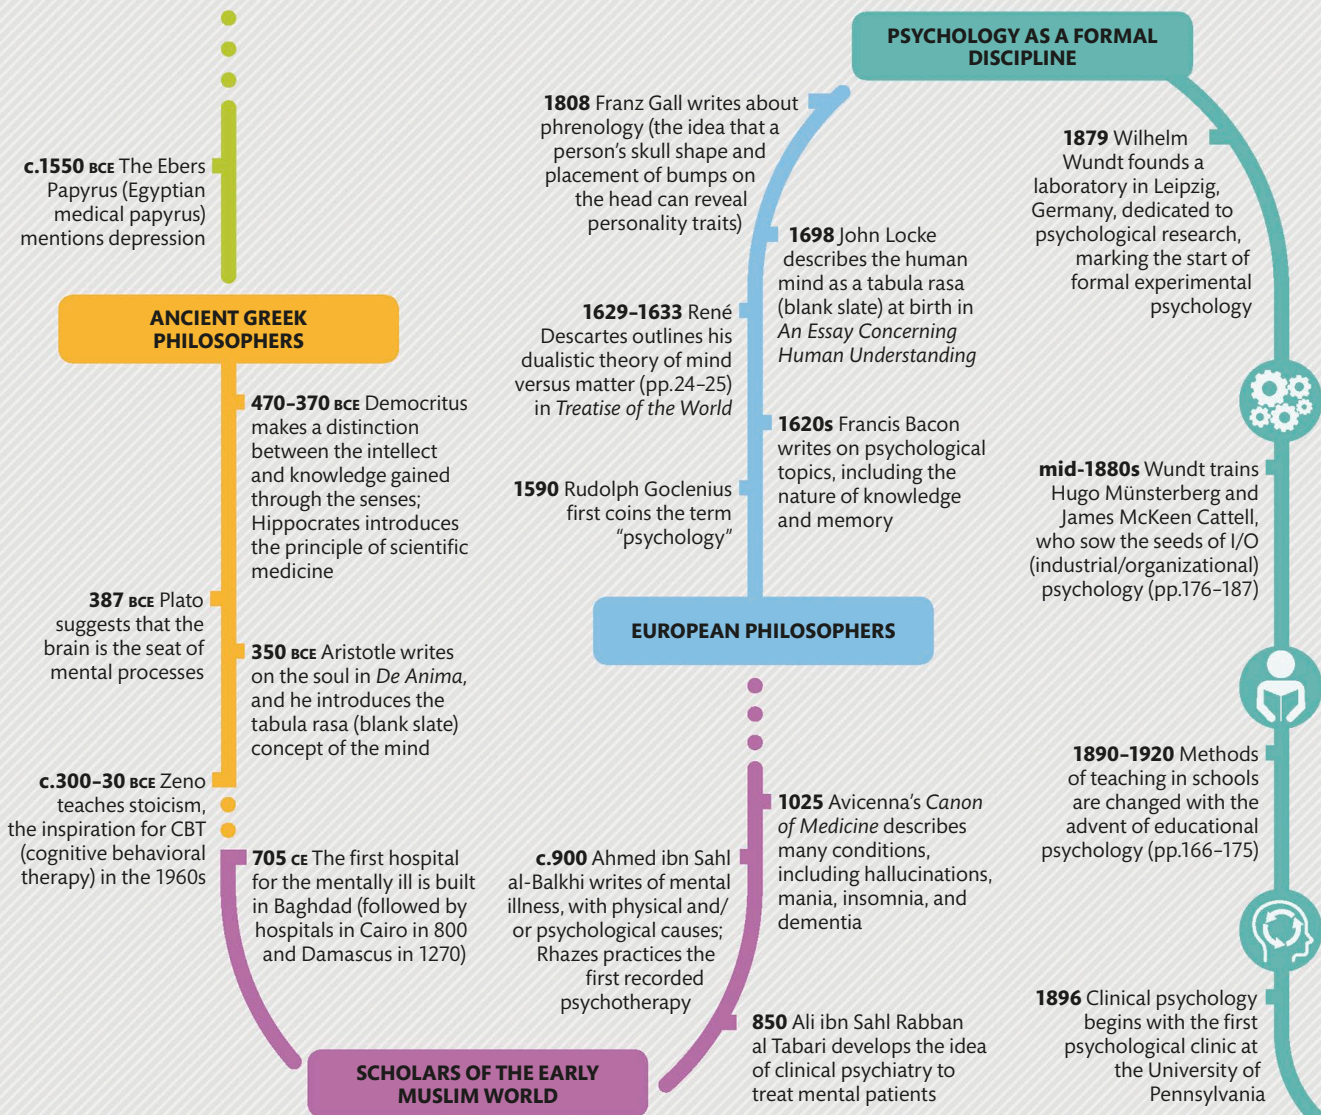 c.1550 BCE The Ebers
Papyrus (Egyptian
medical papyrus)
mentions depression
ANCIENT GREEK
PHILOSOPHERS
470–370 BCE Democritus
makes a distinction
between the intellect
and knowledge gained
through the senses;
Hippocrates introduces
the principle of scientific
medicine
387 BCE Plato
suggests that the
brain is the seat of
mental processes
350 BCE Aristotle writes
on the soul in De Anima,
and he introduces the
tabula rasa (blank slate)
concept of the mind
c.300–30 BCE Zeno
teaches stoicism,
the inspiration for CBT
(cognitive behavioral
therapy) in the 1960s
705 CE The first hospital
for the mentally ill is built
in Baghdad (followed by
hospitals in Cairo in 800
and Damascus in 1270)
SCHOLARS OF THE EARLY
MUSLIM WORLD
850 Ali ibn Sahl Rabban
al Tabari develops the idea
of clinical psychiatry to
treat mental patients
c.900 Ahmed ibn Sahl
al-Balkhi writes of mental
illness, with physical and/
or psychological causes;
Rhazes practices the
first recorded
psychotherapy
1025 Avicenna's Canon
of Medicine describes
many conditions,
including hallucinations,
mania, insomnia, and
dementia
EUROPEAN PHILOSOPHERS
1590 Rudolph Goclenius
first coins the term
“psychology”
1620s Francis Bacon
writes on psychological
topics, including the
nature of knowledge
and memory
1629–1633 René
Descartes outlines his
dualistic theory of mind
versus matter (pp.24–25)
in Treatise of the World
1698 John Locke
describes the human
mind as a tabula rasa
(blank slate) at birth in
An Essay Concerning
Human Understanding
1808 Franz Gall writes about
phrenology (the idea that a
person's skull shape and
placement of bumps on
the head can reveal
personality traits)
PSYCHOLOGY AS A FORMAL
DISCIPLINE
1879 Wilhelm
Wundt founds a
laboratory in Leipzig,
Germany, dedicated to
psychological research,
marking the start of
formal experimental
psychology
mid-1880s Wundt trains
Hugo Münsterberg and
James McKeen Cattell,
who sow the seeds of I/O
(industrial/organizational)
psychology (pp.176–187)
1890–1920 Methods
of teaching in schools
are changed with the
advent of educational
psychology (pp.166–175)
1896 Clinical psychology
begins with the first
psychological clinic at
the University of
Pennsylvania